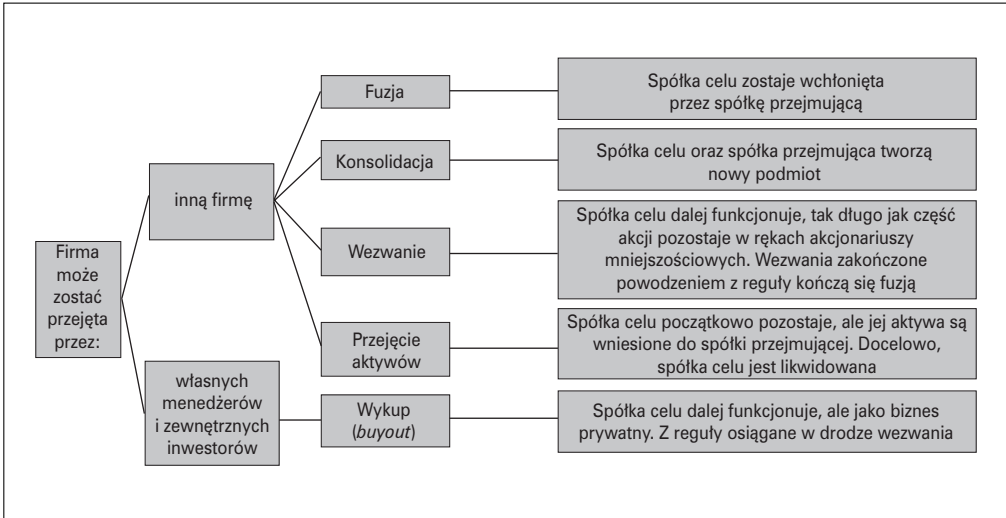 Firma
może
zostać
przejęta
przez:
inną firmę
Fuzja
Spółka celu zostaje wchłonięta
przez spółkę przejmującą
Konsolidacja
Spółka celu oraz spółka przejmująca tworzą
nowy podmiot
Wezwanie
Spółka celu dalej funkcjonuje, tak długo jak część
akcji pozostaje w rękach akcjonariuszy
mniejszościowych. Wezwania zakończone
powodzeniem z reguły kończą się fuzją
Przejęcie
aktywów
Spółka celu początkowo pozostaje, ale jej aktywa są
wniesione do spółki przejmującej. Docelowo,
spółka celu jest likwidowana
własnych
menedżerów
i zewnętrznych
inwestorów
Wykup
(buyout)
Spółka celu dalej funkcjonuje, ale jako biznes
prywatny. Z reguły osiągane w drodze wezwania